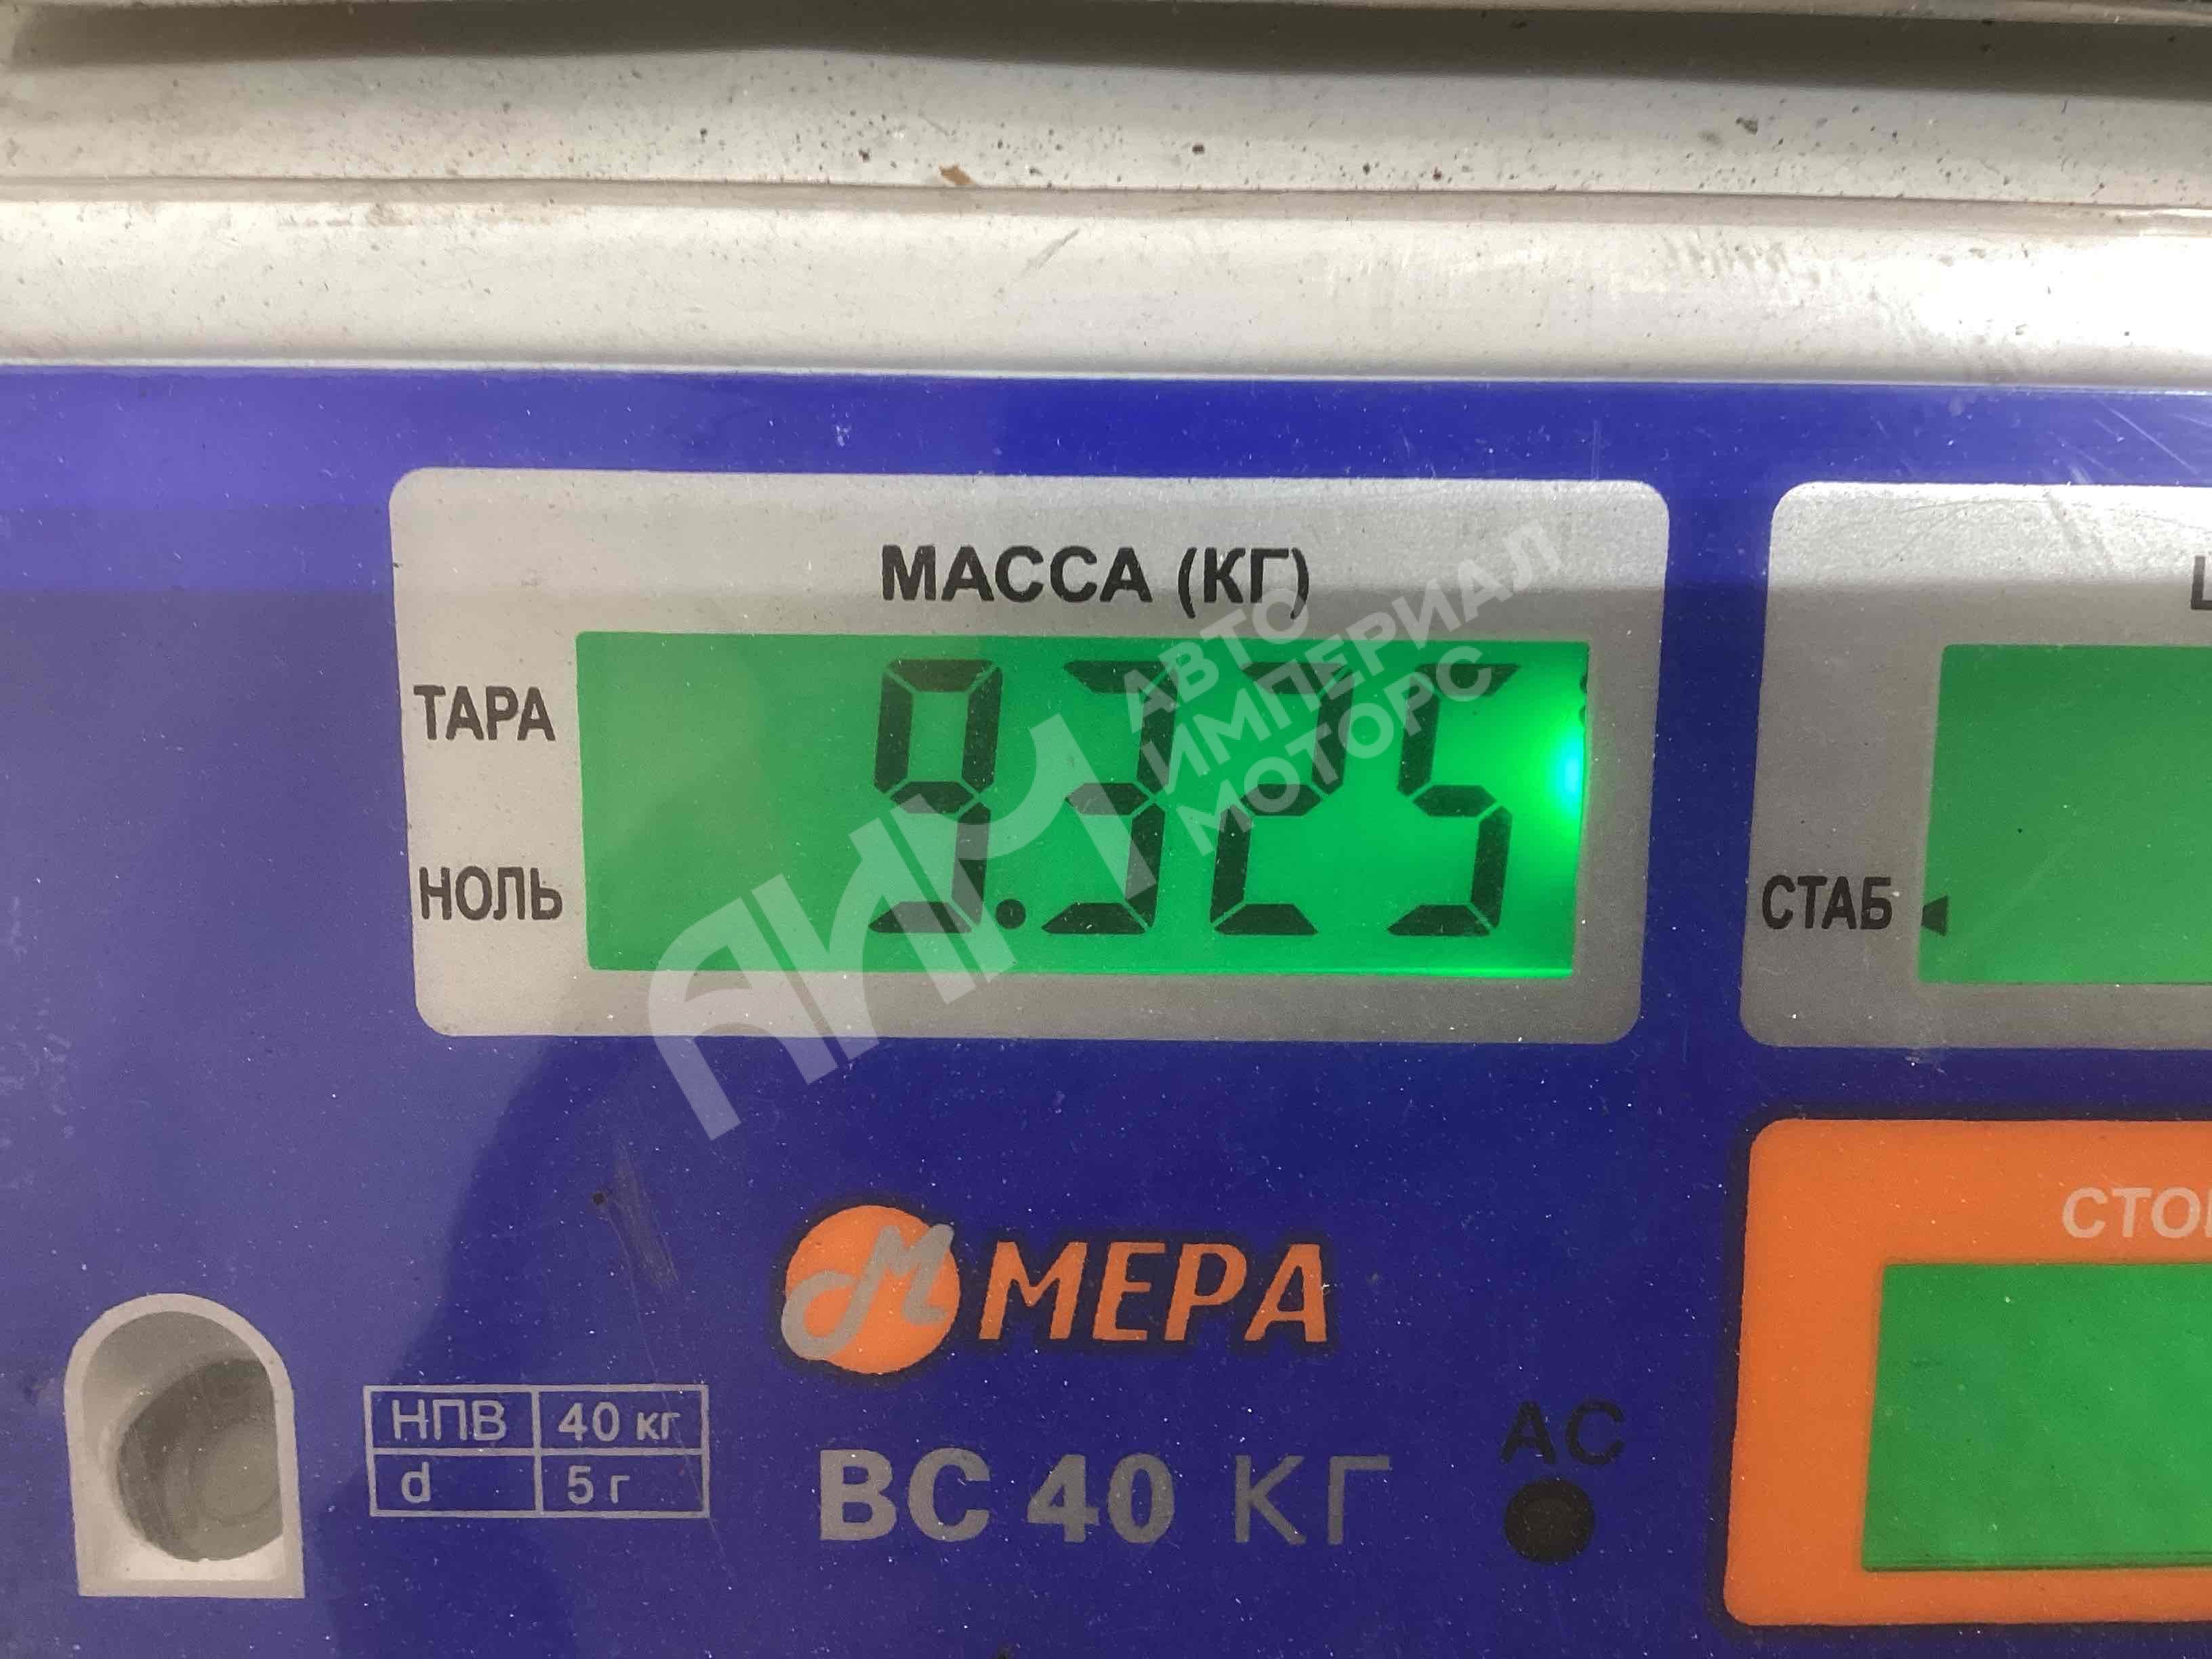 МАССА (КГ)
ТАРА
9.325
НОЛЬ
СТАБ
АИМ
АВТО
ИМПЕРИАЛ
МОТОРС
М МЕРА
НПВ 40 кг
d 5 г
ВС 40 КГ
АС